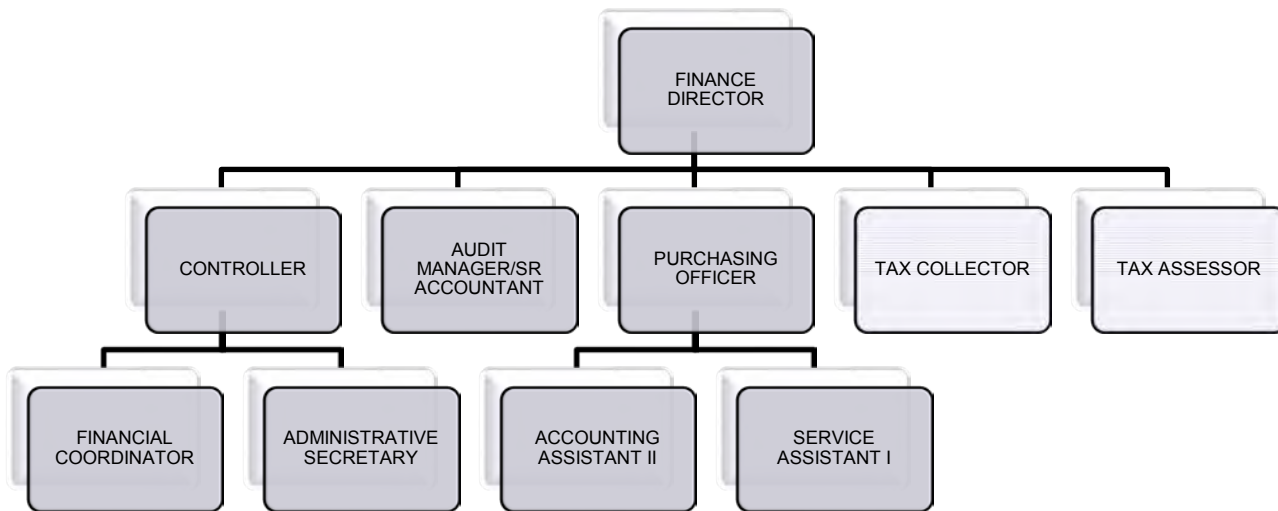 FINANCE
DIRECTOR
CONTROLLER
AUDIT
MANAGER/SR
ACCOUNTANT
PURCHASING
OFFICER
TAX COLLECTOR
TAX ASSESSOR
FINANCIAL
COORDINATOR
ADMINISTRATIVE
SECRETARY
ACCOUNTING
ASSISTANT II
SERVICE
ASSISTANT I